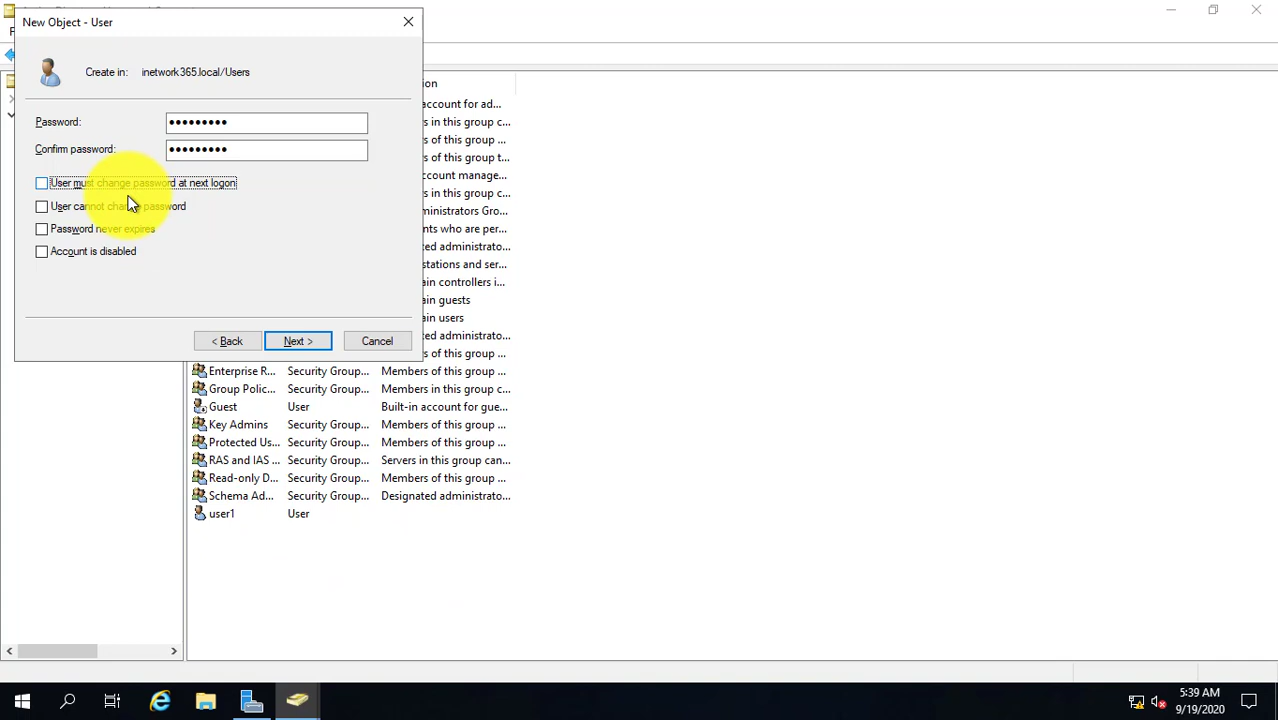 New Object - User
Create in: inetwork365.local/Users
Password: •••••••••
Confirm password: •••••••••
User must change password at next logon
User cannot change password
Password never expires
Account is disabled
< Back Next > Cancel
ion
account for ad...
s in this group c...
s of this group ...
s of this group t...
account manage...
s in this group c...
dministrators Gro...
nts who are per...
ated administrato...
stations and ser...
ain controllers i...
ain guests
ain users
ated administrato...
s of this group ...
Enterprise R... Security Group... Members of this group ...
Group Polic... Security Group... Members in this group c...
Guest User Built-in account for gue...
Key Admins Security Group... Members of this group ...
Protected Us... Security Group... Members of this group ...
RAS and IAS ... Security Group... Servers in this group can...
Read-only D... Security Group... Members of this group ...
Schema Ad... Security Group... Designated administrato...
user1 User
5:39 AM
9/19/2020